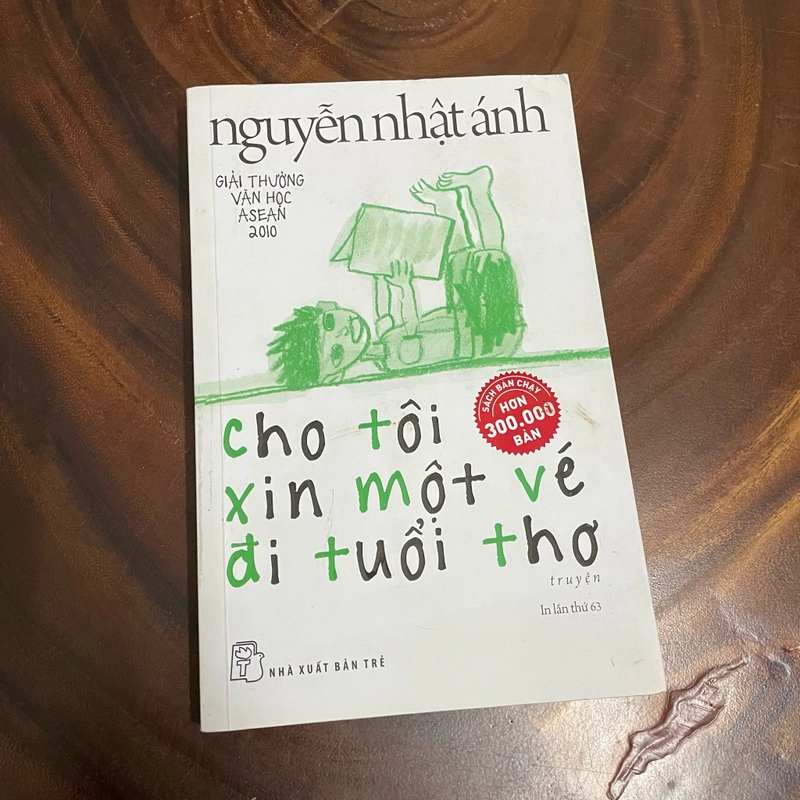 nguyễn nhật ánh
GIẢI THƯỞNG
VĂN HỌC
ASEAN
2010
SÁCH BÁN CHẠY
HƠN
300.000
BẢN
cho tôi
xin một vé
đi tuổi thơ
truyện
In lần thứ 63
T
NHÀ XUẤT BẢN TRẺ